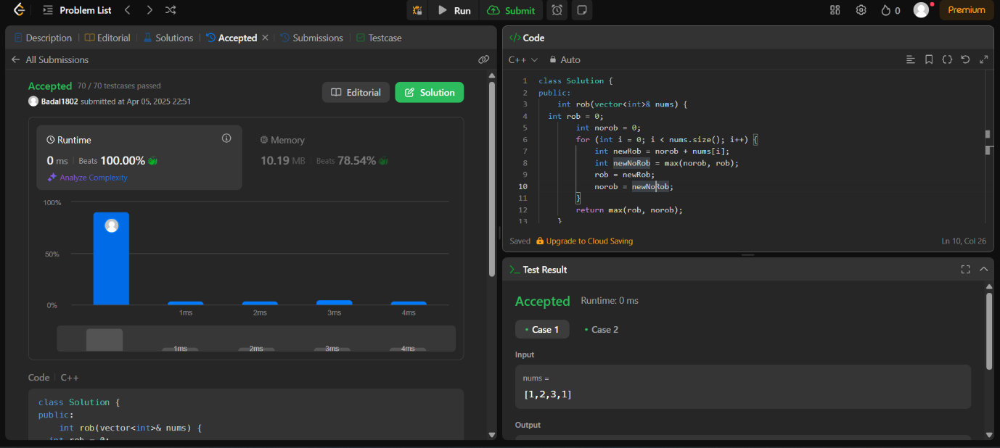 Problem List
Run
Submit
0
Premium
Description
Editorial
Solutions
Accepted
Submissions
Testcase
All Submissions
Accepted 70 / 70 testcases passed
Badal1802 submitted at Apr 05, 2025 22:51
Editorial
Solution
Runtime
0 ms Beats 100.00%
Analyze Complexity
Memory
10.19 MB Beats 78.54%
100%
50%
0%
1ms 2ms 3ms 4ms
1ms 2ms 3ms 4ms
Code C++
class Solution {
public:
int rob(vector<int>& nums) {
int rob = 0;
</> Code
C++ Auto
1 class Solution {
2 public:
3 int rob(vector<int>& nums) {
4 int rob = 0;
5 int norob = 0;
6 for (int i = 0; i < nums.size(); i++) {
7 int newRob = norob + nums[i];
8 int newNoRob = max(norob, rob);
9 rob = newRob;
10 norob = newNoRob;
11 }
12 return max(rob, norob);
13 }
Saved Upgrade to Cloud Saving
Ln 10, Col 26
>_ Test Result
Accepted Runtime: 0 ms
Case 1 Case 2
Input
nums =
[1,2,3,1]
Output